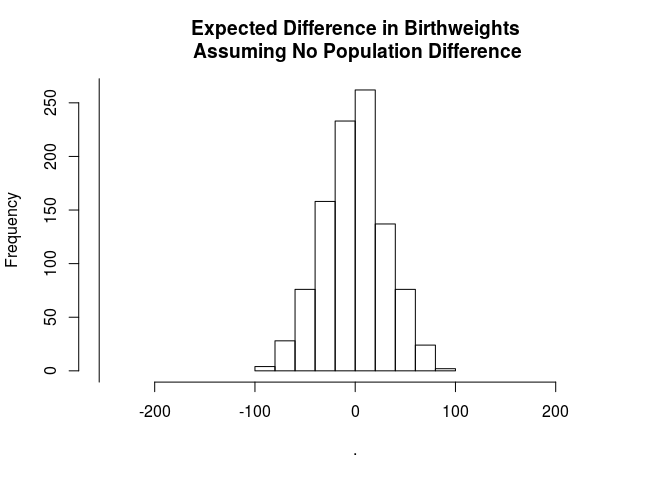 Expected Difference in Birthweights
Assuming No Population Difference
Frequency
250
200
150
100
50
0
-200 -100 0 100 200
.